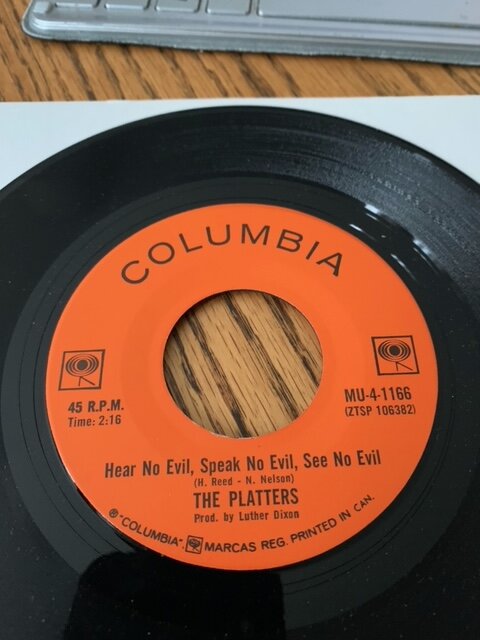 COLUMBIA
45 R.P.M.
Time: 2:16
MU-4-1166
(ZTSP 106382)
Hear No Evil, Speak No Evil, See No Evil
(H. Reed - N. Nelson)
THE PLATTERS
Prod. by Luther Dixon
®"COLUMBIA", MARCAS REG. PRINTED IN CAN.